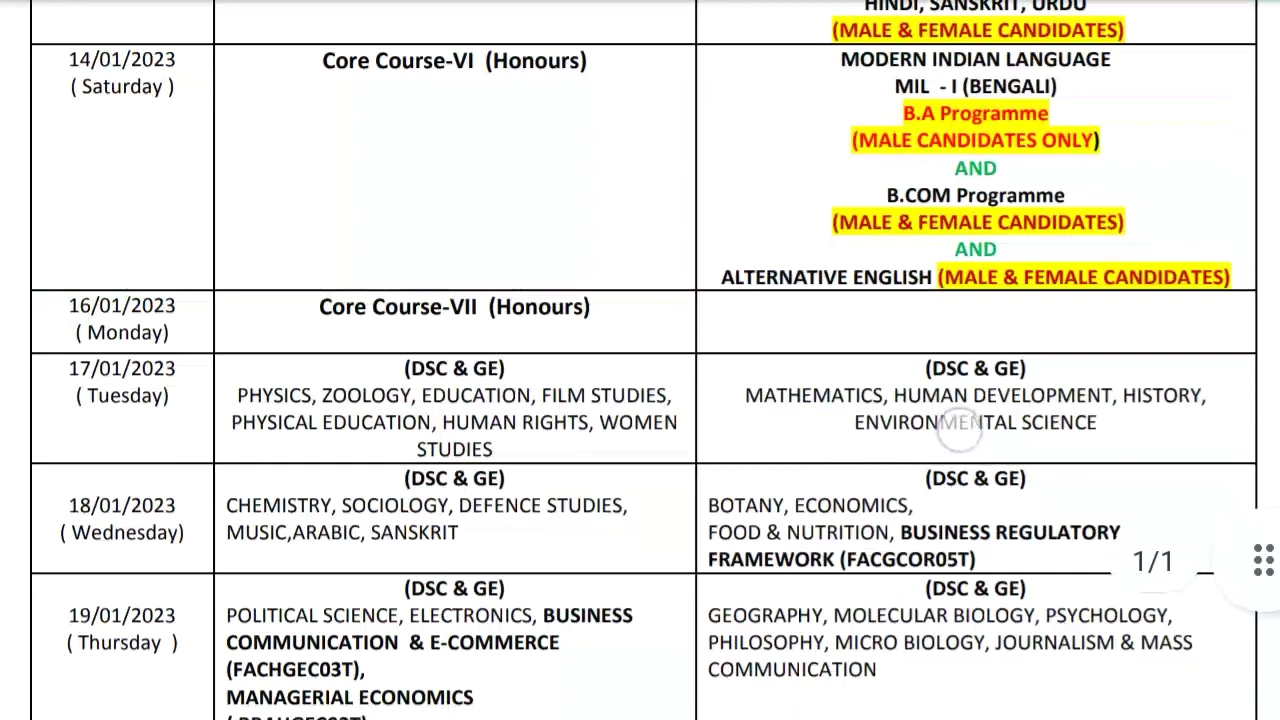 HINDI, SANSKRIT, URDU
(MALE & FEMALE CANDIDATES)
14/01/2023
( Saturday )
Core Course-VI (Honours)
MODERN INDIAN LANGUAGE
MIL - I (BENGALI)
B.A Programme
(MALE CANDIDATES ONLY)
AND
B.COM Programme
(MALE & FEMALE CANDIDATES)
AND
ALTERNATIVE ENGLISH (MALE & FEMALE CANDIDATES)
16/01/2023
( Monday)
Core Course-VII (Honours)
17/01/2023
( Tuesday)
(DSC & GE)
PHYSICS, ZOOLOGY, EDUCATION, FILM STUDIES,
PHYSICAL EDUCATION, HUMAN RIGHTS, WOMEN
STUDIES
(DSC & GE)
MATHEMATICS, HUMAN DEVELOPMENT, HISTORY,
ENVIRONMENTAL SCIENCE
18/01/2023
( Wednesday)
(DSC & GE)
CHEMISTRY, SOCIOLOGY, DEFENCE STUDIES,
MUSIC,ARABIC, SANSKRIT
(DSC & GE)
BOTANY, ECONOMICS,
FOOD & NUTRITION, BUSINESS REGULATORY
FRAMEWORK (FACGCOR05T)
1/1
19/01/2023
( Thursday )
(DSC & GE)
POLITICAL SCIENCE, ELECTRONICS, BUSINESS
COMMUNICATION & E-COMMERCE
(FACHGEC03T),
MANAGERIAL ECONOMICS
(DSC & GE)
GEOGRAPHY, MOLECULAR BIOLOGY, PSYCHOLOGY,
PHILOSOPHY, MICRO BIOLOGY, JOURNALISM & MASS
COMMUNICATION